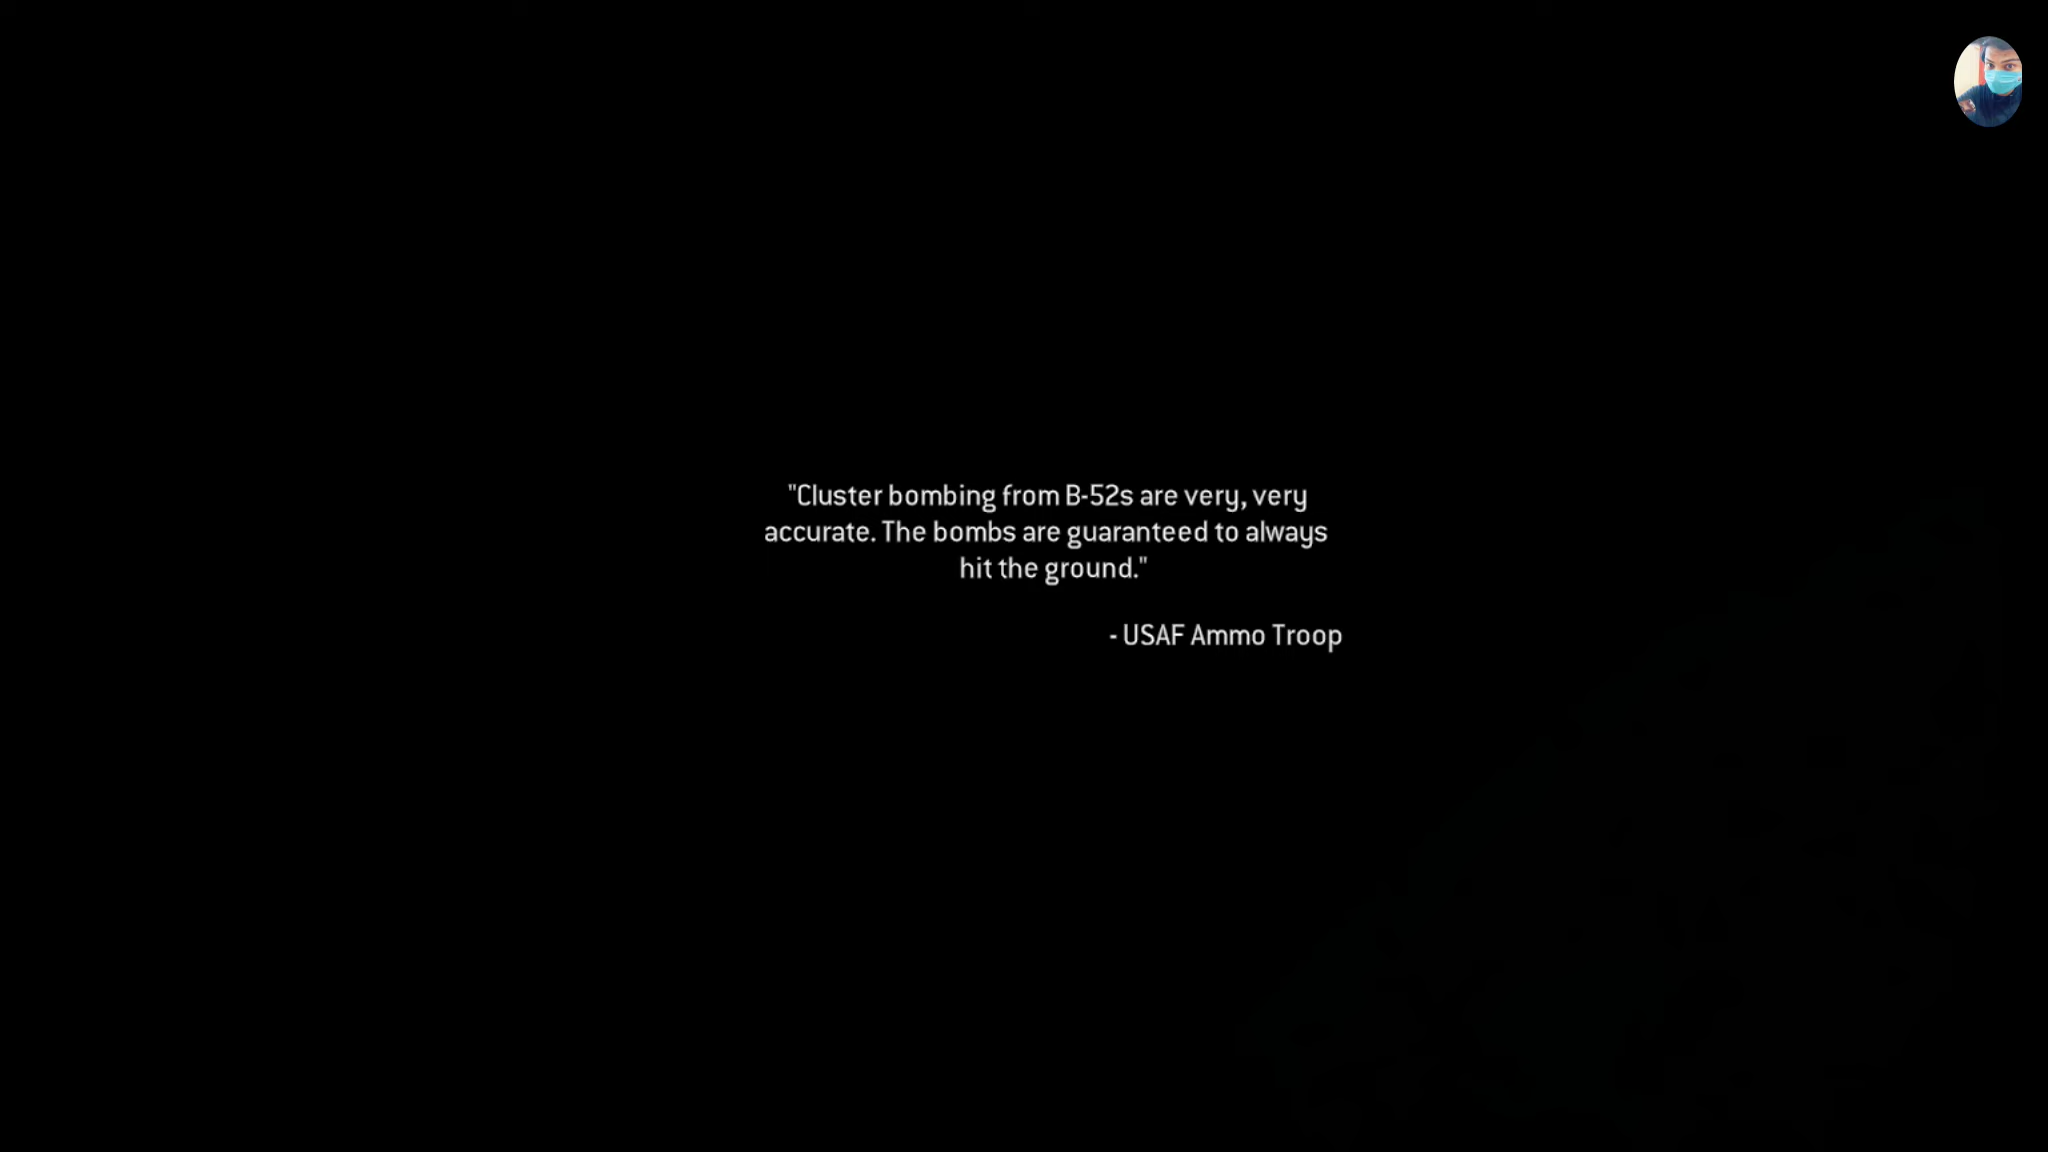 "Cluster bombing from B-52s are very, very
accurate. The bombs are guaranteed to always
hit the ground."
- USAF Ammo Troop